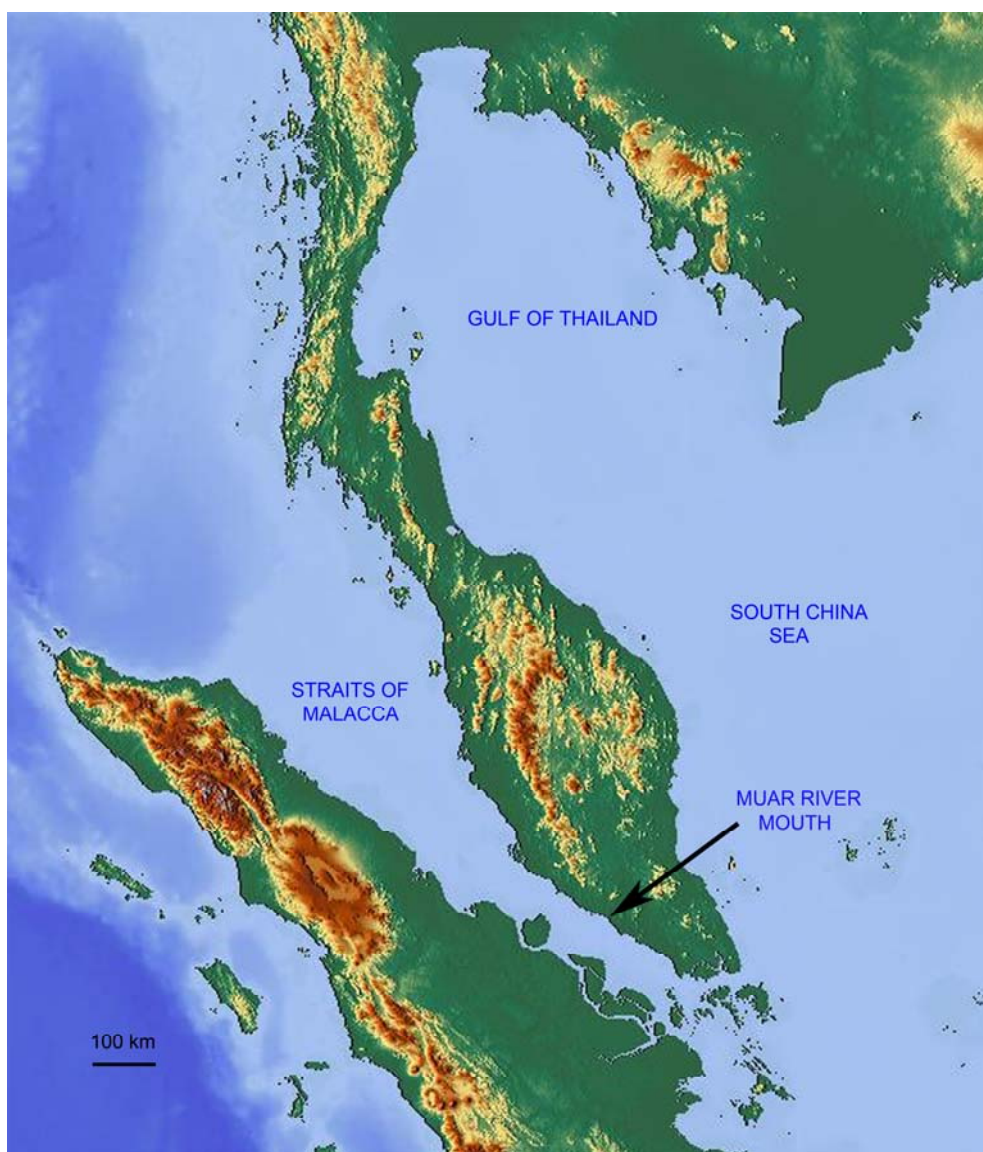 GULF OF THAILAND
SOUTH CHINA
SEA
STRAITS OF
MALACCA
MUAR RIVER
MOUTH
100 km